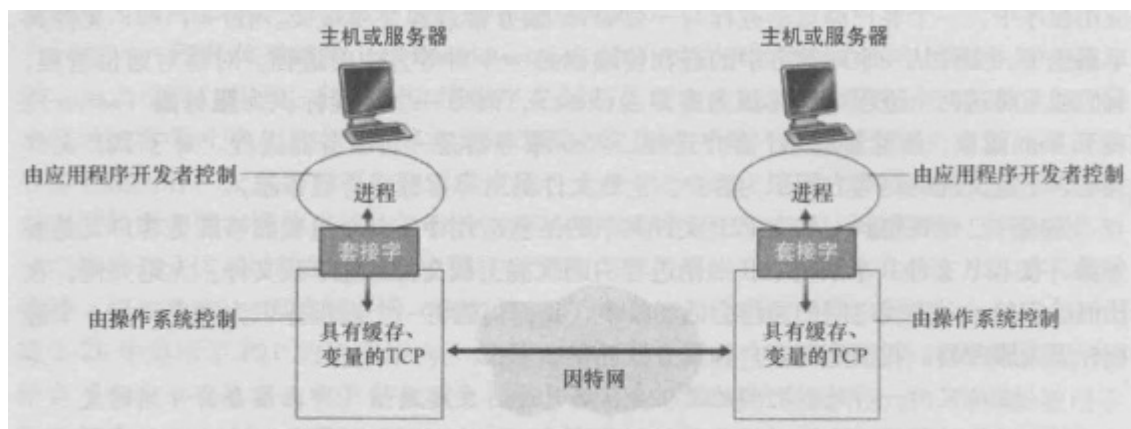 主机或服务器
主机或服务器
由应用程序开发者控制
进程
进程
由应用程序开发者控制
套接字
套接字
由操作系统控制
具有缓存、
变量的TCP
因特网
具有缓存、
变量的TCP
由操作系统控制